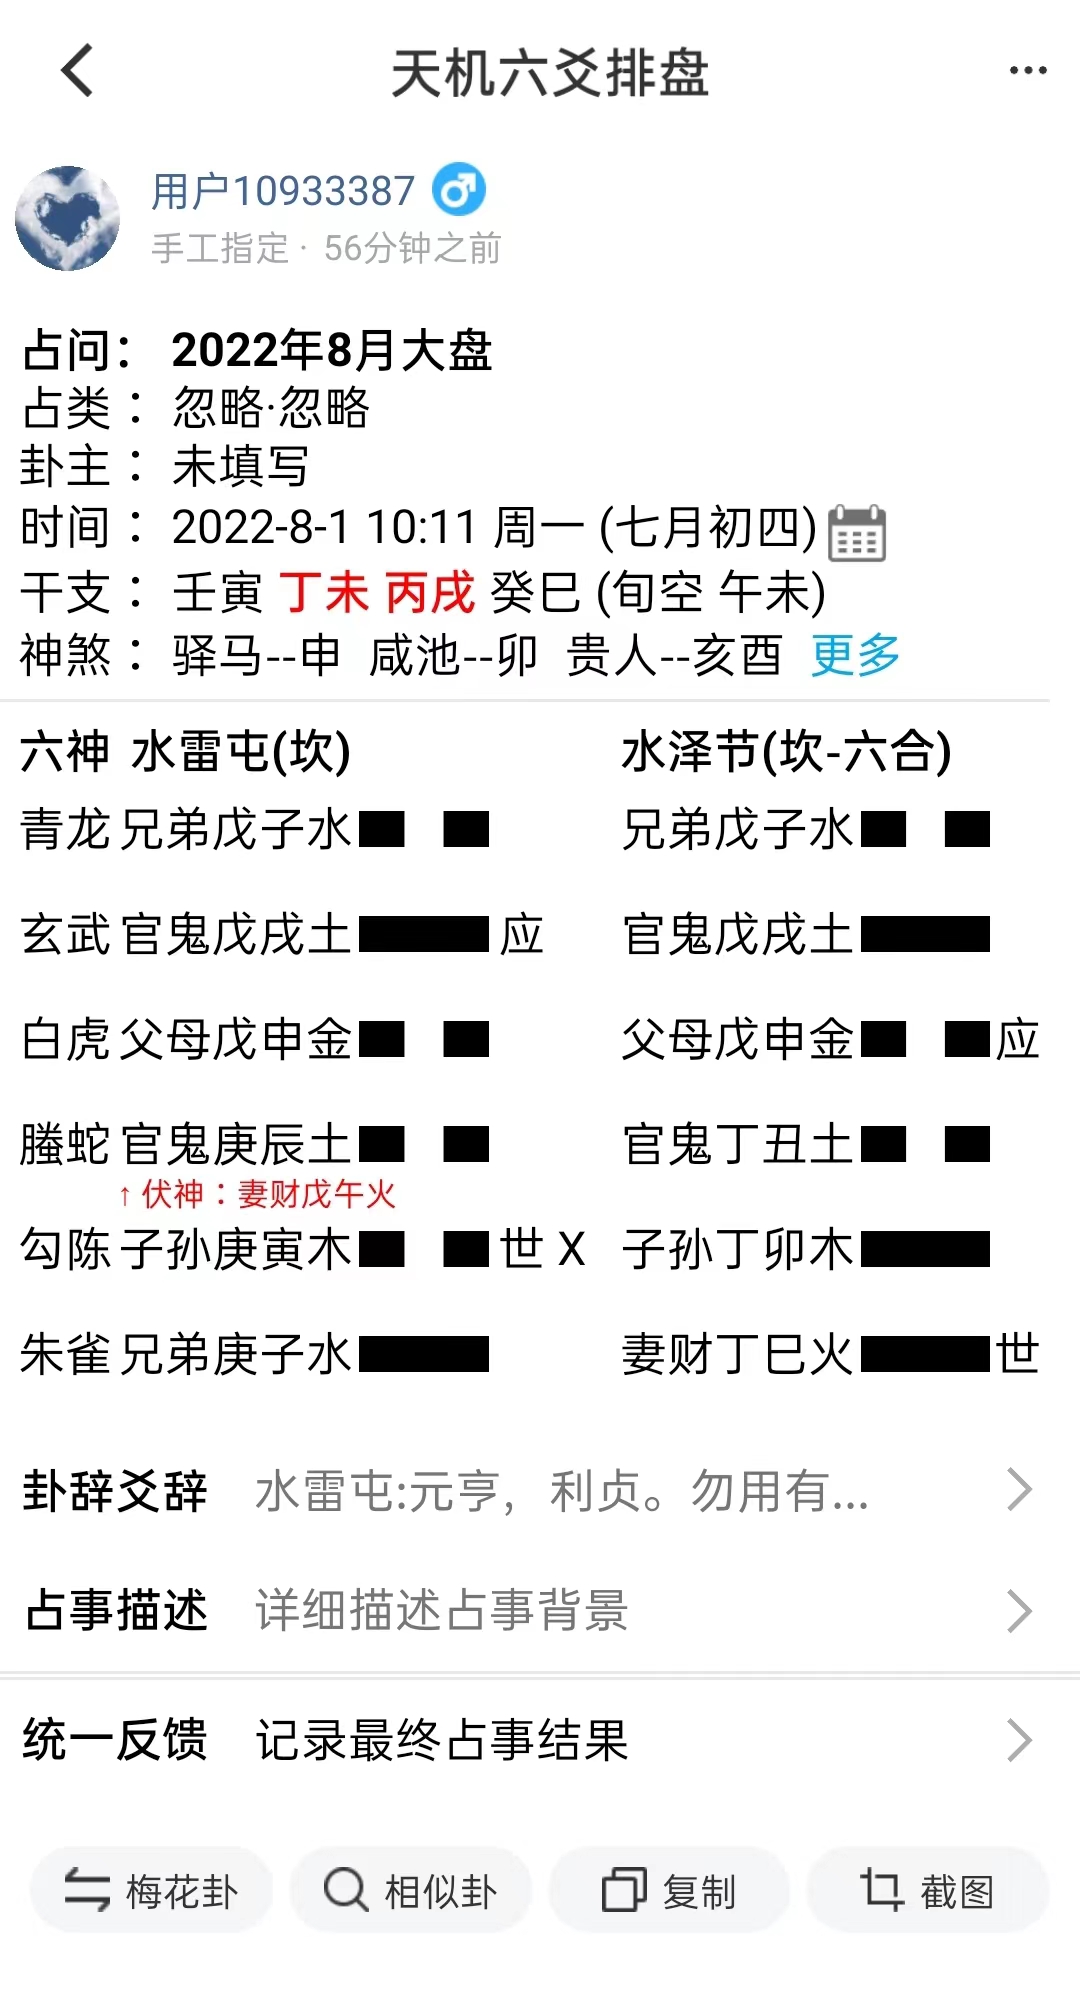 天机六爻排盘
用户10933387
手工指定 · 56分钟之前
占问： 2022年8月大盘
占类： 忽略·忽略
卦主： 未填写
时间： 2022-8-1 10:11 周一 (七月初四)
干支： 壬寅 丁未 丙戌 癸巳 (旬空 午未)
神煞： 驿马--申 咸池--卯 贵人--亥酉 更多
六神 水雷屯(坎) 水泽节(坎-六合)
青龙 兄弟戊子水 兄弟戊子水
玄武 官鬼戊戌土 应 官鬼戊戌土
白虎 父母戊申金 父母戊申金 应
螣蛇 官鬼庚辰土 官鬼丁丑土
↑ 伏神：妻财戊午火
勾陈 子孙庚寅木 世 X 子孙丁卯木
朱雀 兄弟庚子水 妻财丁巳火 世
卦辞爻辞 水雷屯:元亨，利贞。勿用有...
占事描述 详细描述占事背景
统一反馈 记录最终占事结果
梅花卦 相似卦 复制 截图